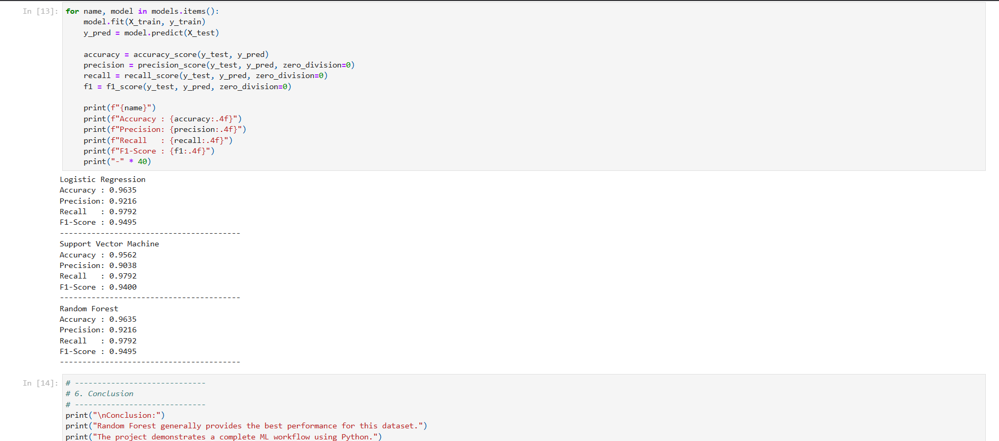 In [13]: for name, model in models.items():
    model.fit(X_train, y_train)
    y_pred = model.predict(X_test)

    accuracy = accuracy_score(y_test, y_pred)
    precision = precision_score(y_test, y_pred, zero_division=0)
    recall = recall_score(y_test, y_pred, zero_division=0)
    f1 = f1_score(y_test, y_pred, zero_division=0)

    print(f"{name}")
    print(f"Accuracy : {accuracy:.4f}")
    print(f"Precision: {precision:.4f}")
    print(f"Recall   : {recall:.4f}")
    print(f"F1-Score : {f1:.4f}")
    print("-" * 40)
Logistic Regression
Accuracy : 0.9635
Precision: 0.9216
Recall   : 0.9792
F1-Score : 0.9495
----------------------------------------
Support Vector Machine
Accuracy : 0.9562
Precision: 0.9038
Recall   : 0.9792
F1-Score : 0.9400
----------------------------------------
Random Forest
Accuracy : 0.9635
Precision: 0.9216
Recall   : 0.9792
F1-Score : 0.9495
----------------------------------------
In [14]: # -----------------------------
# 6. Conclusion
# -----------------------------
print("\nConclusion:")
print("Random Forest generally provides the best performance for this dataset.")
print("The project demonstrates a complete ML workflow using Python.")